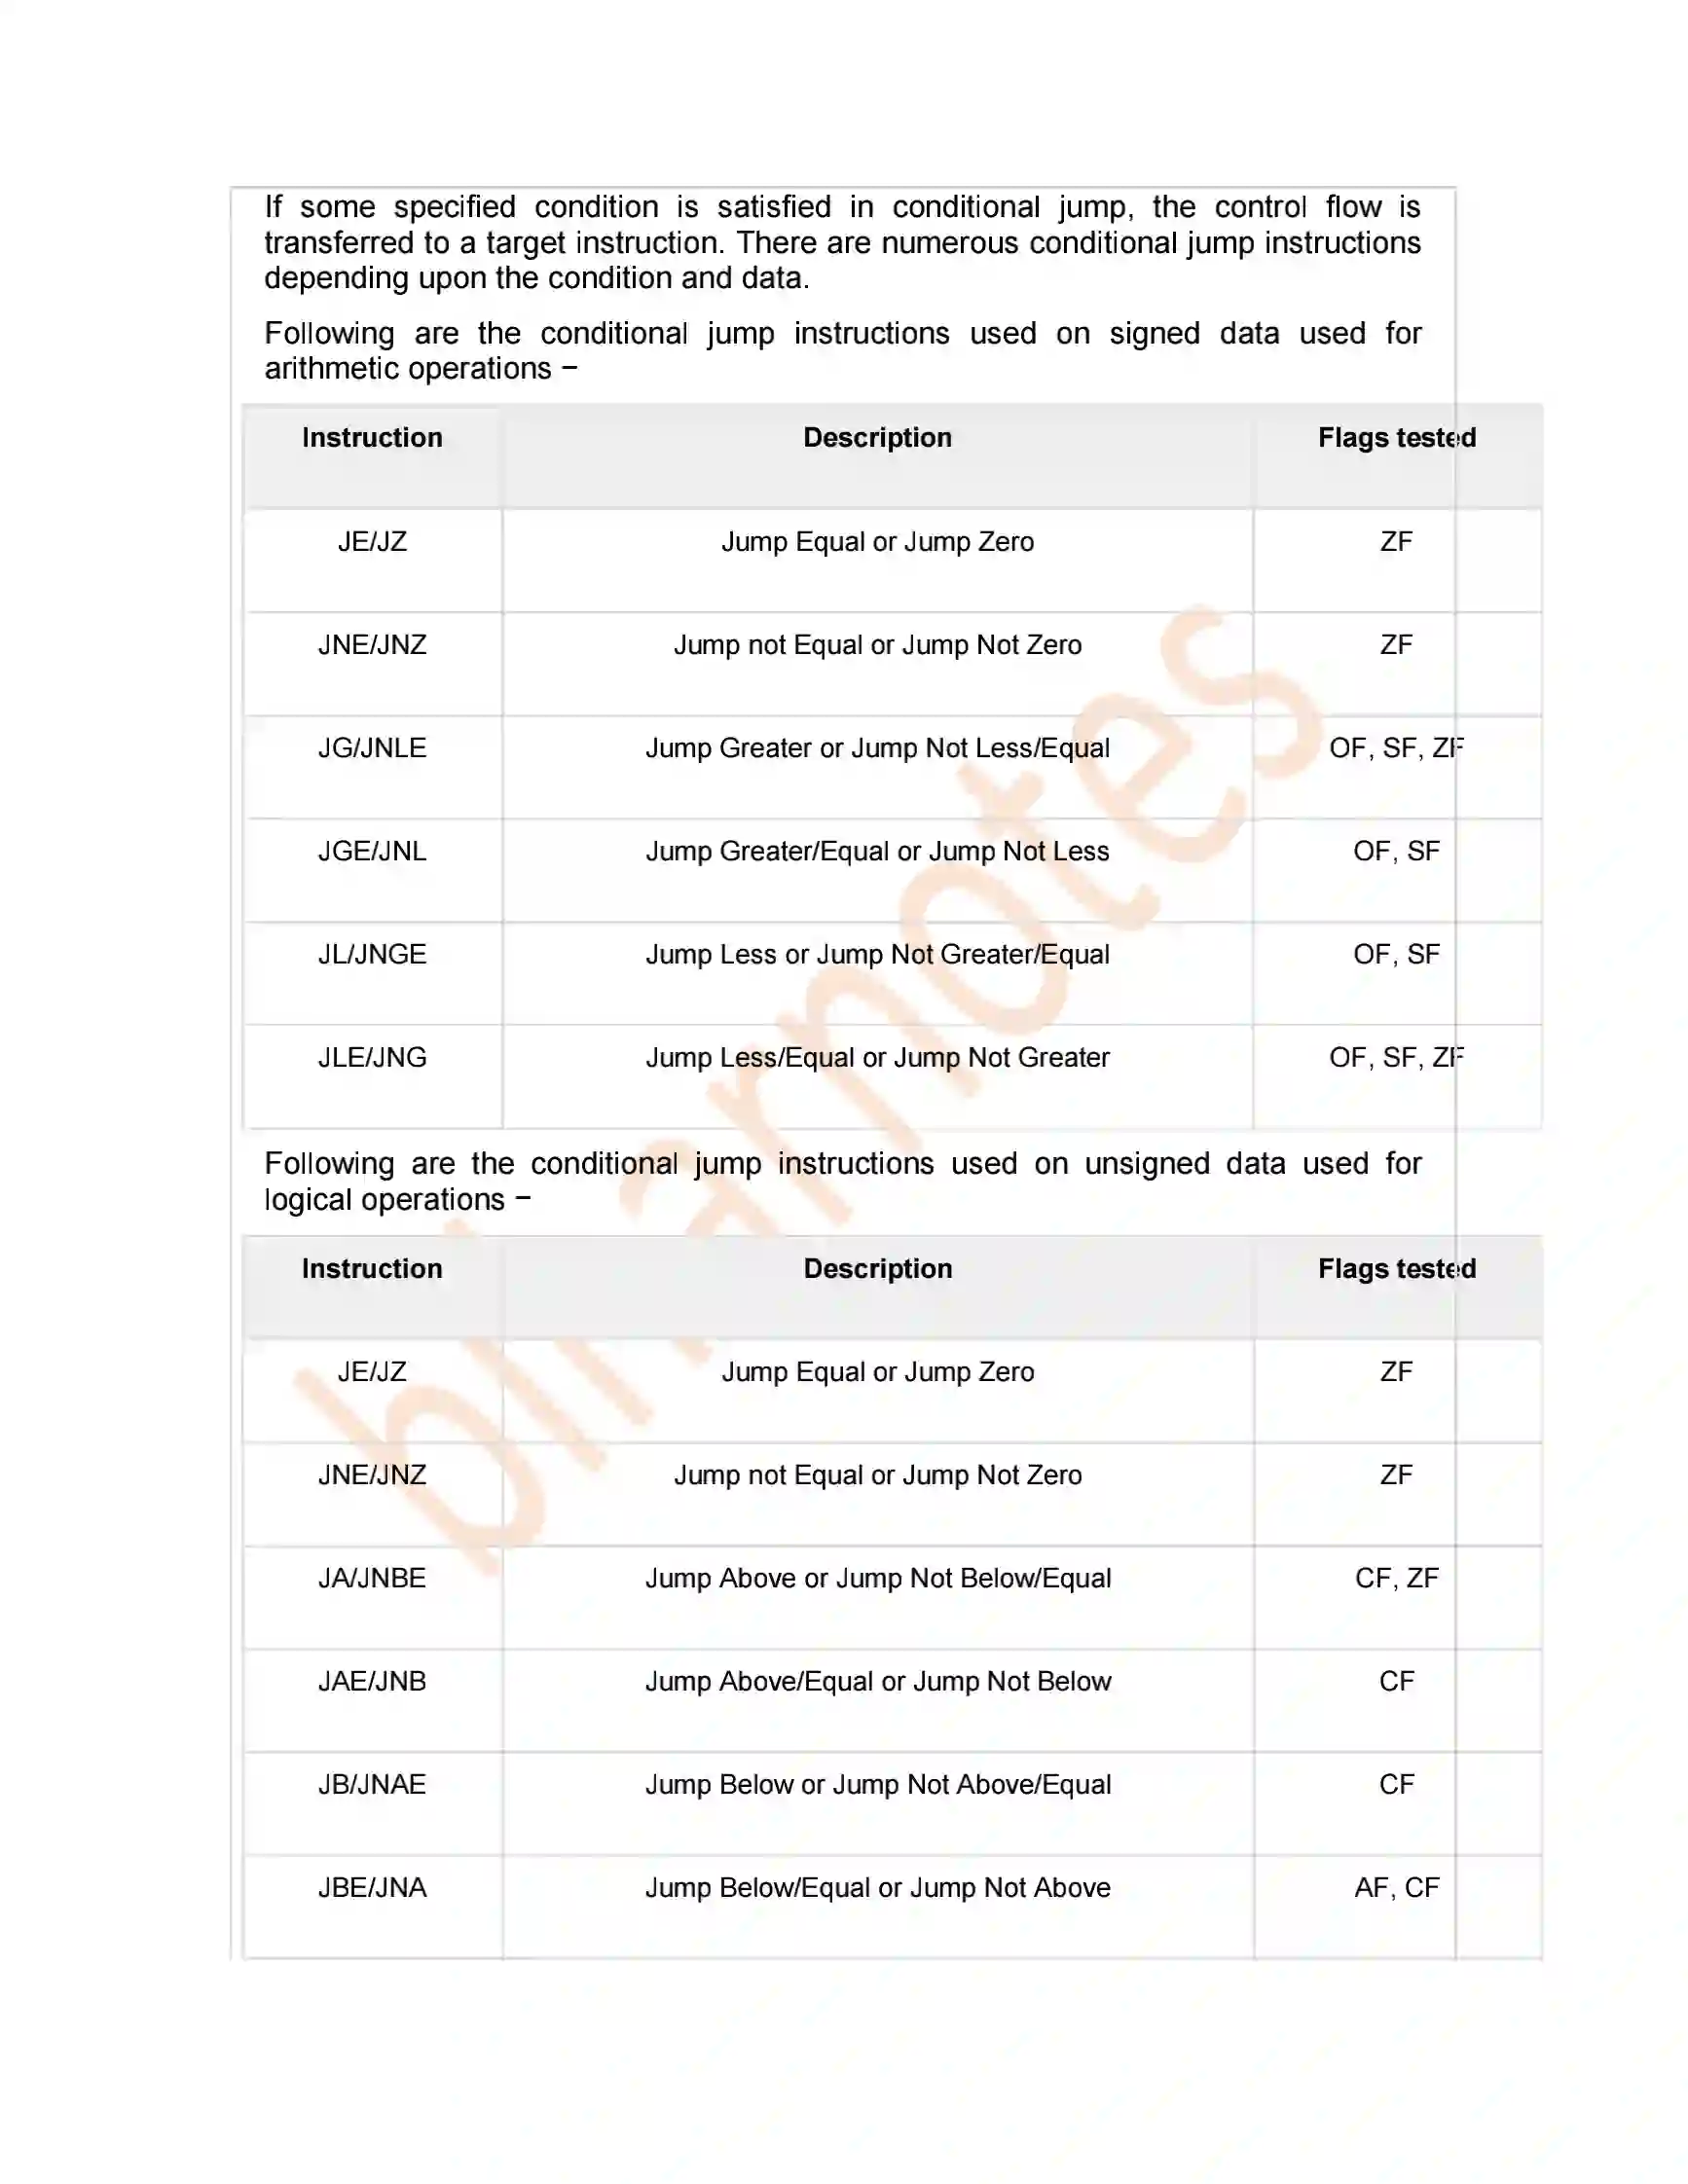 If some specified condition is satisfied in conditional jump, the control flow is
transferred to a target instruction. There are numerous conditional jump instructions
depending upon the condition and data.
Following are the conditional jump instructions used on signed data used for
arithmetic operations −
Instruction Description Flags tested
JE/JZ Jump Equal or Jump Zero ZF
JNE/JNZ Jump not Equal or Jump Not Zero ZF
JG/JNLE Jump Greater or Jump Not Less/Equal OF, SF, ZF
JGE/JNL Jump Greater/Equal or Jump Not Less OF, SF
JL/JNGE Jump Less or Jump Not Greater/Equal OF, SF
JLE/JNG Jump Less/Equal or Jump Not Greater OF, SF, ZF
Following are the conditional jump instructions used on unsigned data used for
logical operations −
Instruction Description Flags tested
JE/JZ Jump Equal or Jump Zero ZF
JNE/JNZ Jump not Equal or Jump Not Zero ZF
JA/JNBE Jump Above or Jump Not Below/Equal CF, ZF
JAE/JNB Jump Above/Equal or Jump Not Below CF
JB/JNAE Jump Below or Jump Not Above/Equal CF
JBE/JNA Jump Below/Equal or Jump Not Above AF, CF